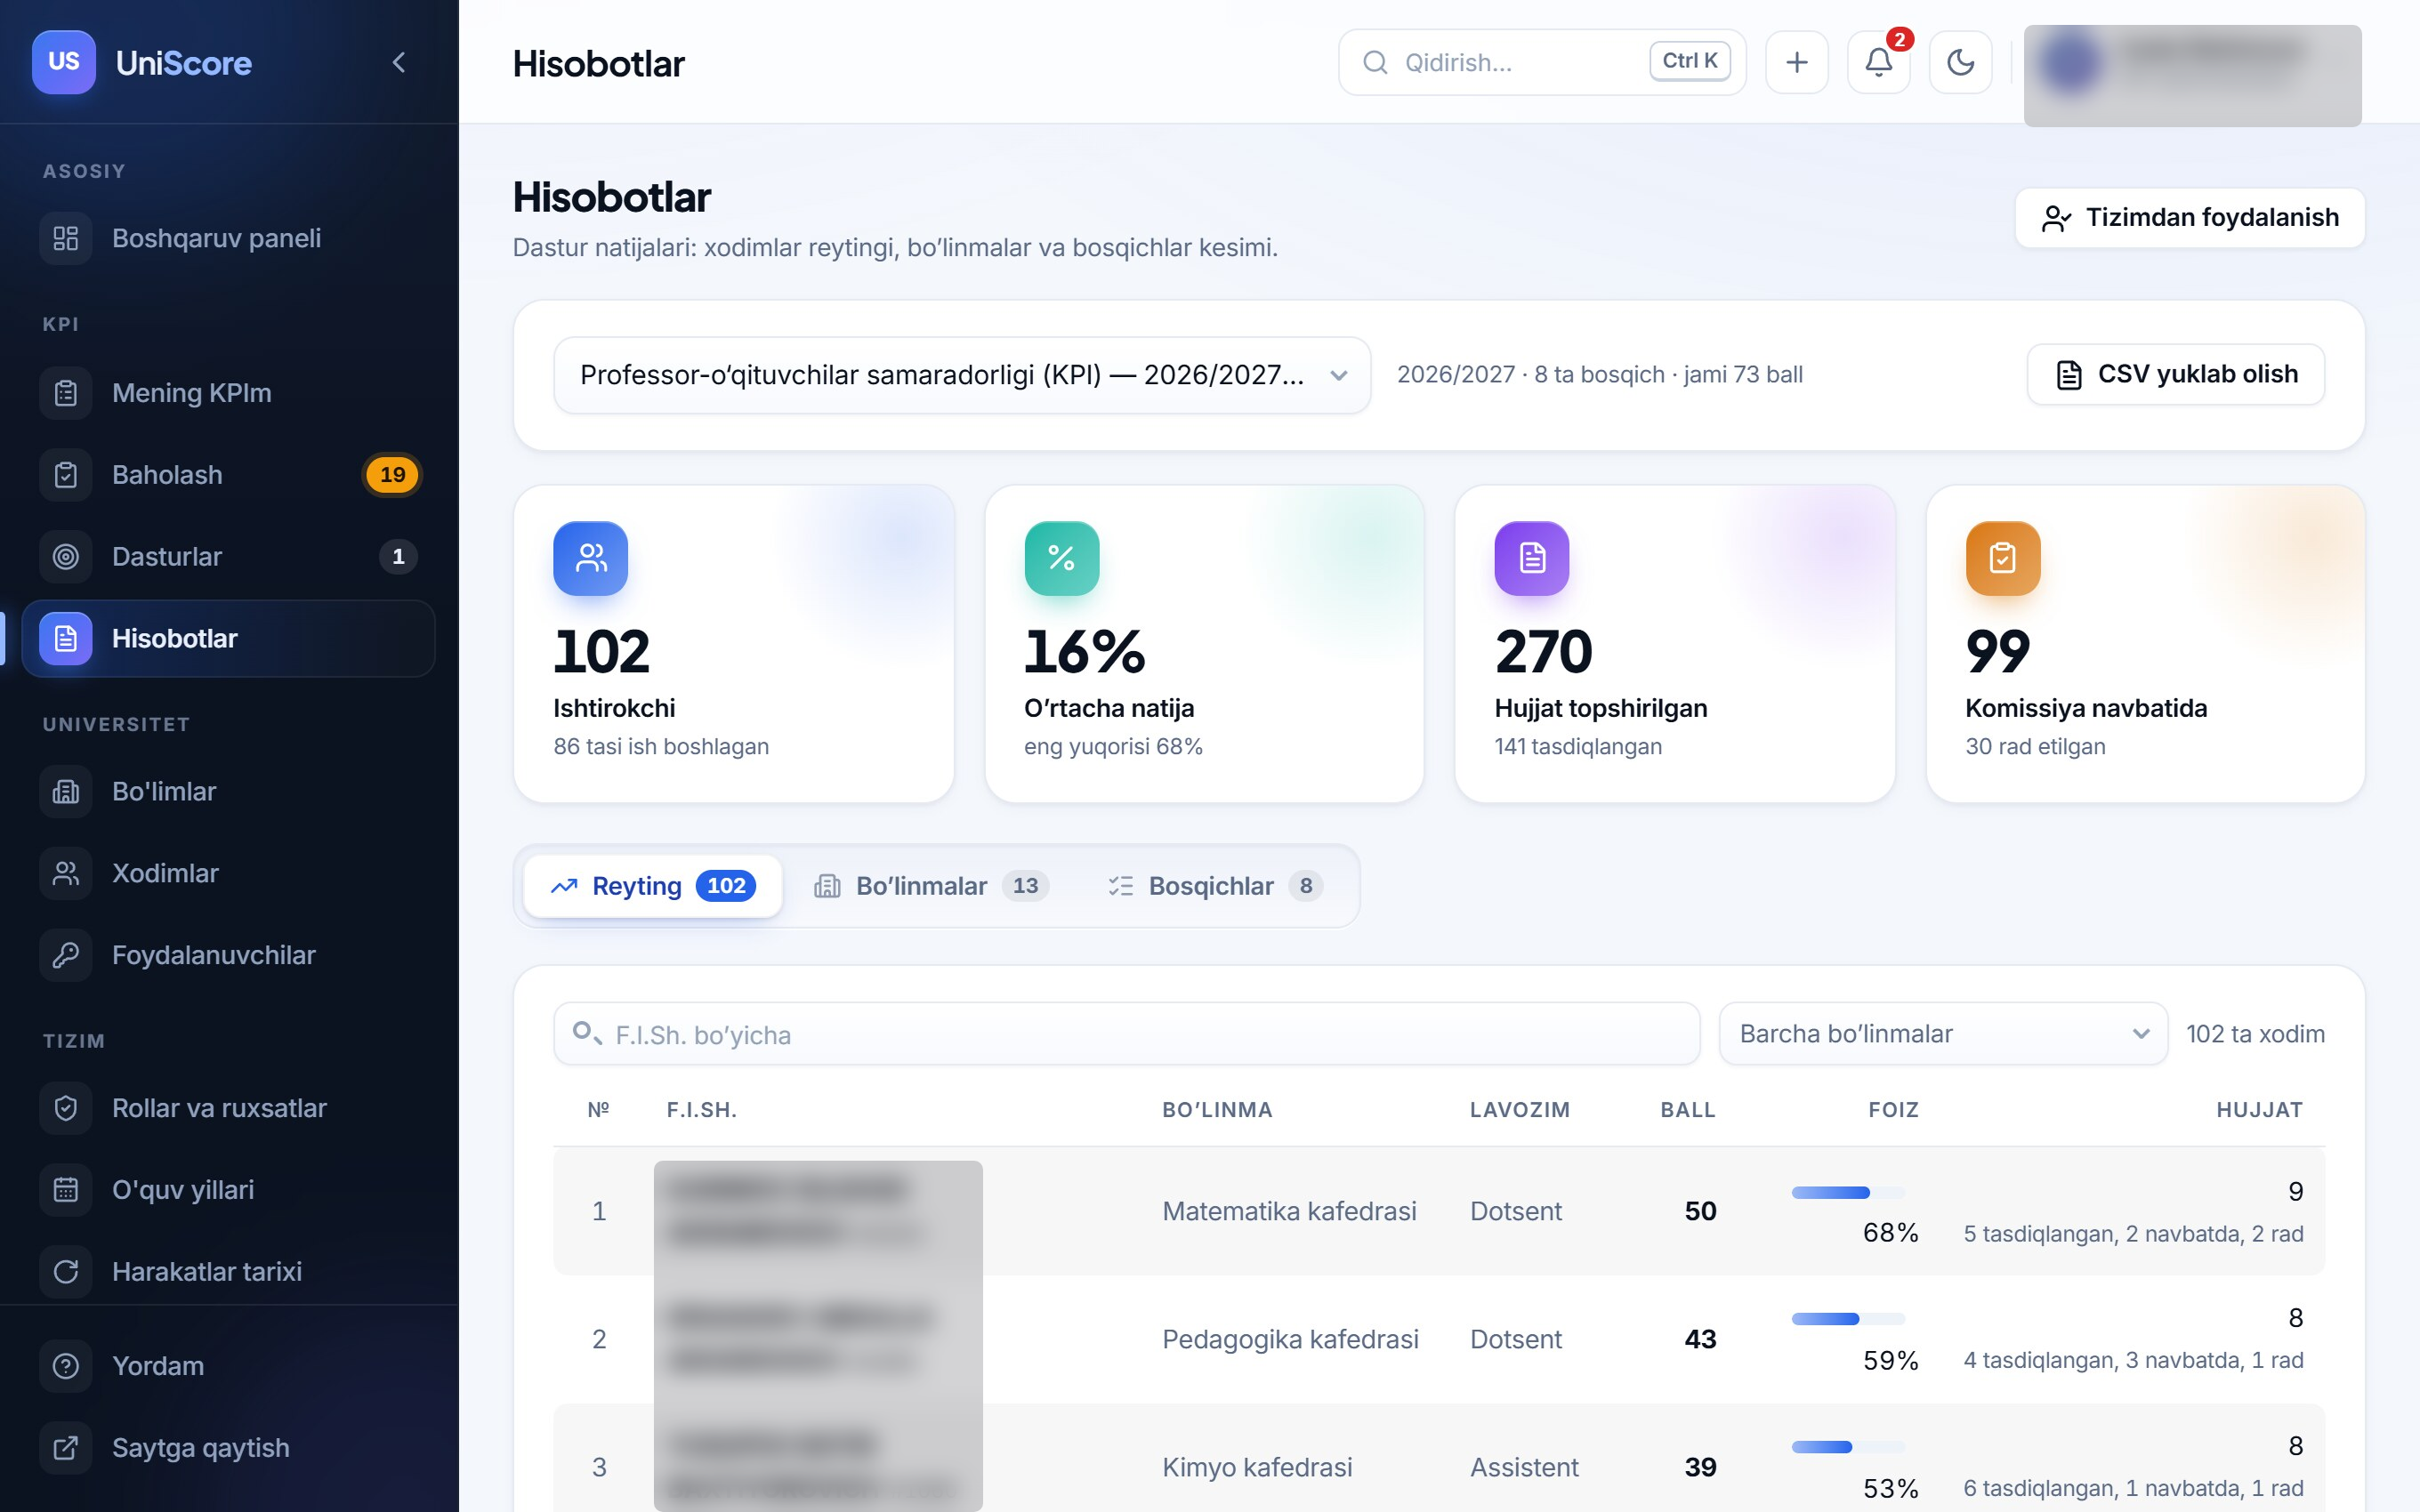 US UniScore
ASOSIY
Boshqaruv paneli
KPI
Mening KPIm
Baholash 19
Dasturlar 1
Hisobotlar
UNIVERSITET
Bo'limlar
Xodimlar
Foydalanuvchilar
TIZIM
Rollar va ruxsatlar
O'quv yillari
Harakatlar tarixi
Yordam
Saytga qaytish
Hisobotlar
Qidirish... Ctrl K
2
Hisobotlar
Dastur natijalari: xodimlar reytingi, bo’linmalar va bosqichlar kesimi.
Tizimdan foydalanish
Professor-o‘qituvchilar samaradorligi (KPI) — 2026/2027...
2026/2027 · 8 ta bosqich · jami 73 ball
CSV yuklab olish
102
Ishtirokchi
86 tasi ish boshlagan
16%
O’rtacha natija
eng yuqorisi 68%
270
Hujjat topshirilgan
141 tasdiqlangan
99
Komissiya navbatida
30 rad etilgan
Reyting 102
Bo’linmalar 13
Bosqichlar 8
F.I.Sh. bo’yicha
Barcha bo’linmalar
102 ta xodim
№ F.I.SH. BO’LINMA LAVOZIM BALL FOIZ HUJJAT
1 Matematika kafedrasi Dotsent 50 68% 9
5 tasdiqlangan, 2 navbatda, 2 rad
2 Pedagogika kafedrasi Dotsent 43 59% 8
4 tasdiqlangan, 3 navbatda, 1 rad
3 Kimyo kafedrasi Assistent 39 53% 8
6 tasdiqlangan, 1 navbatda, 1 rad